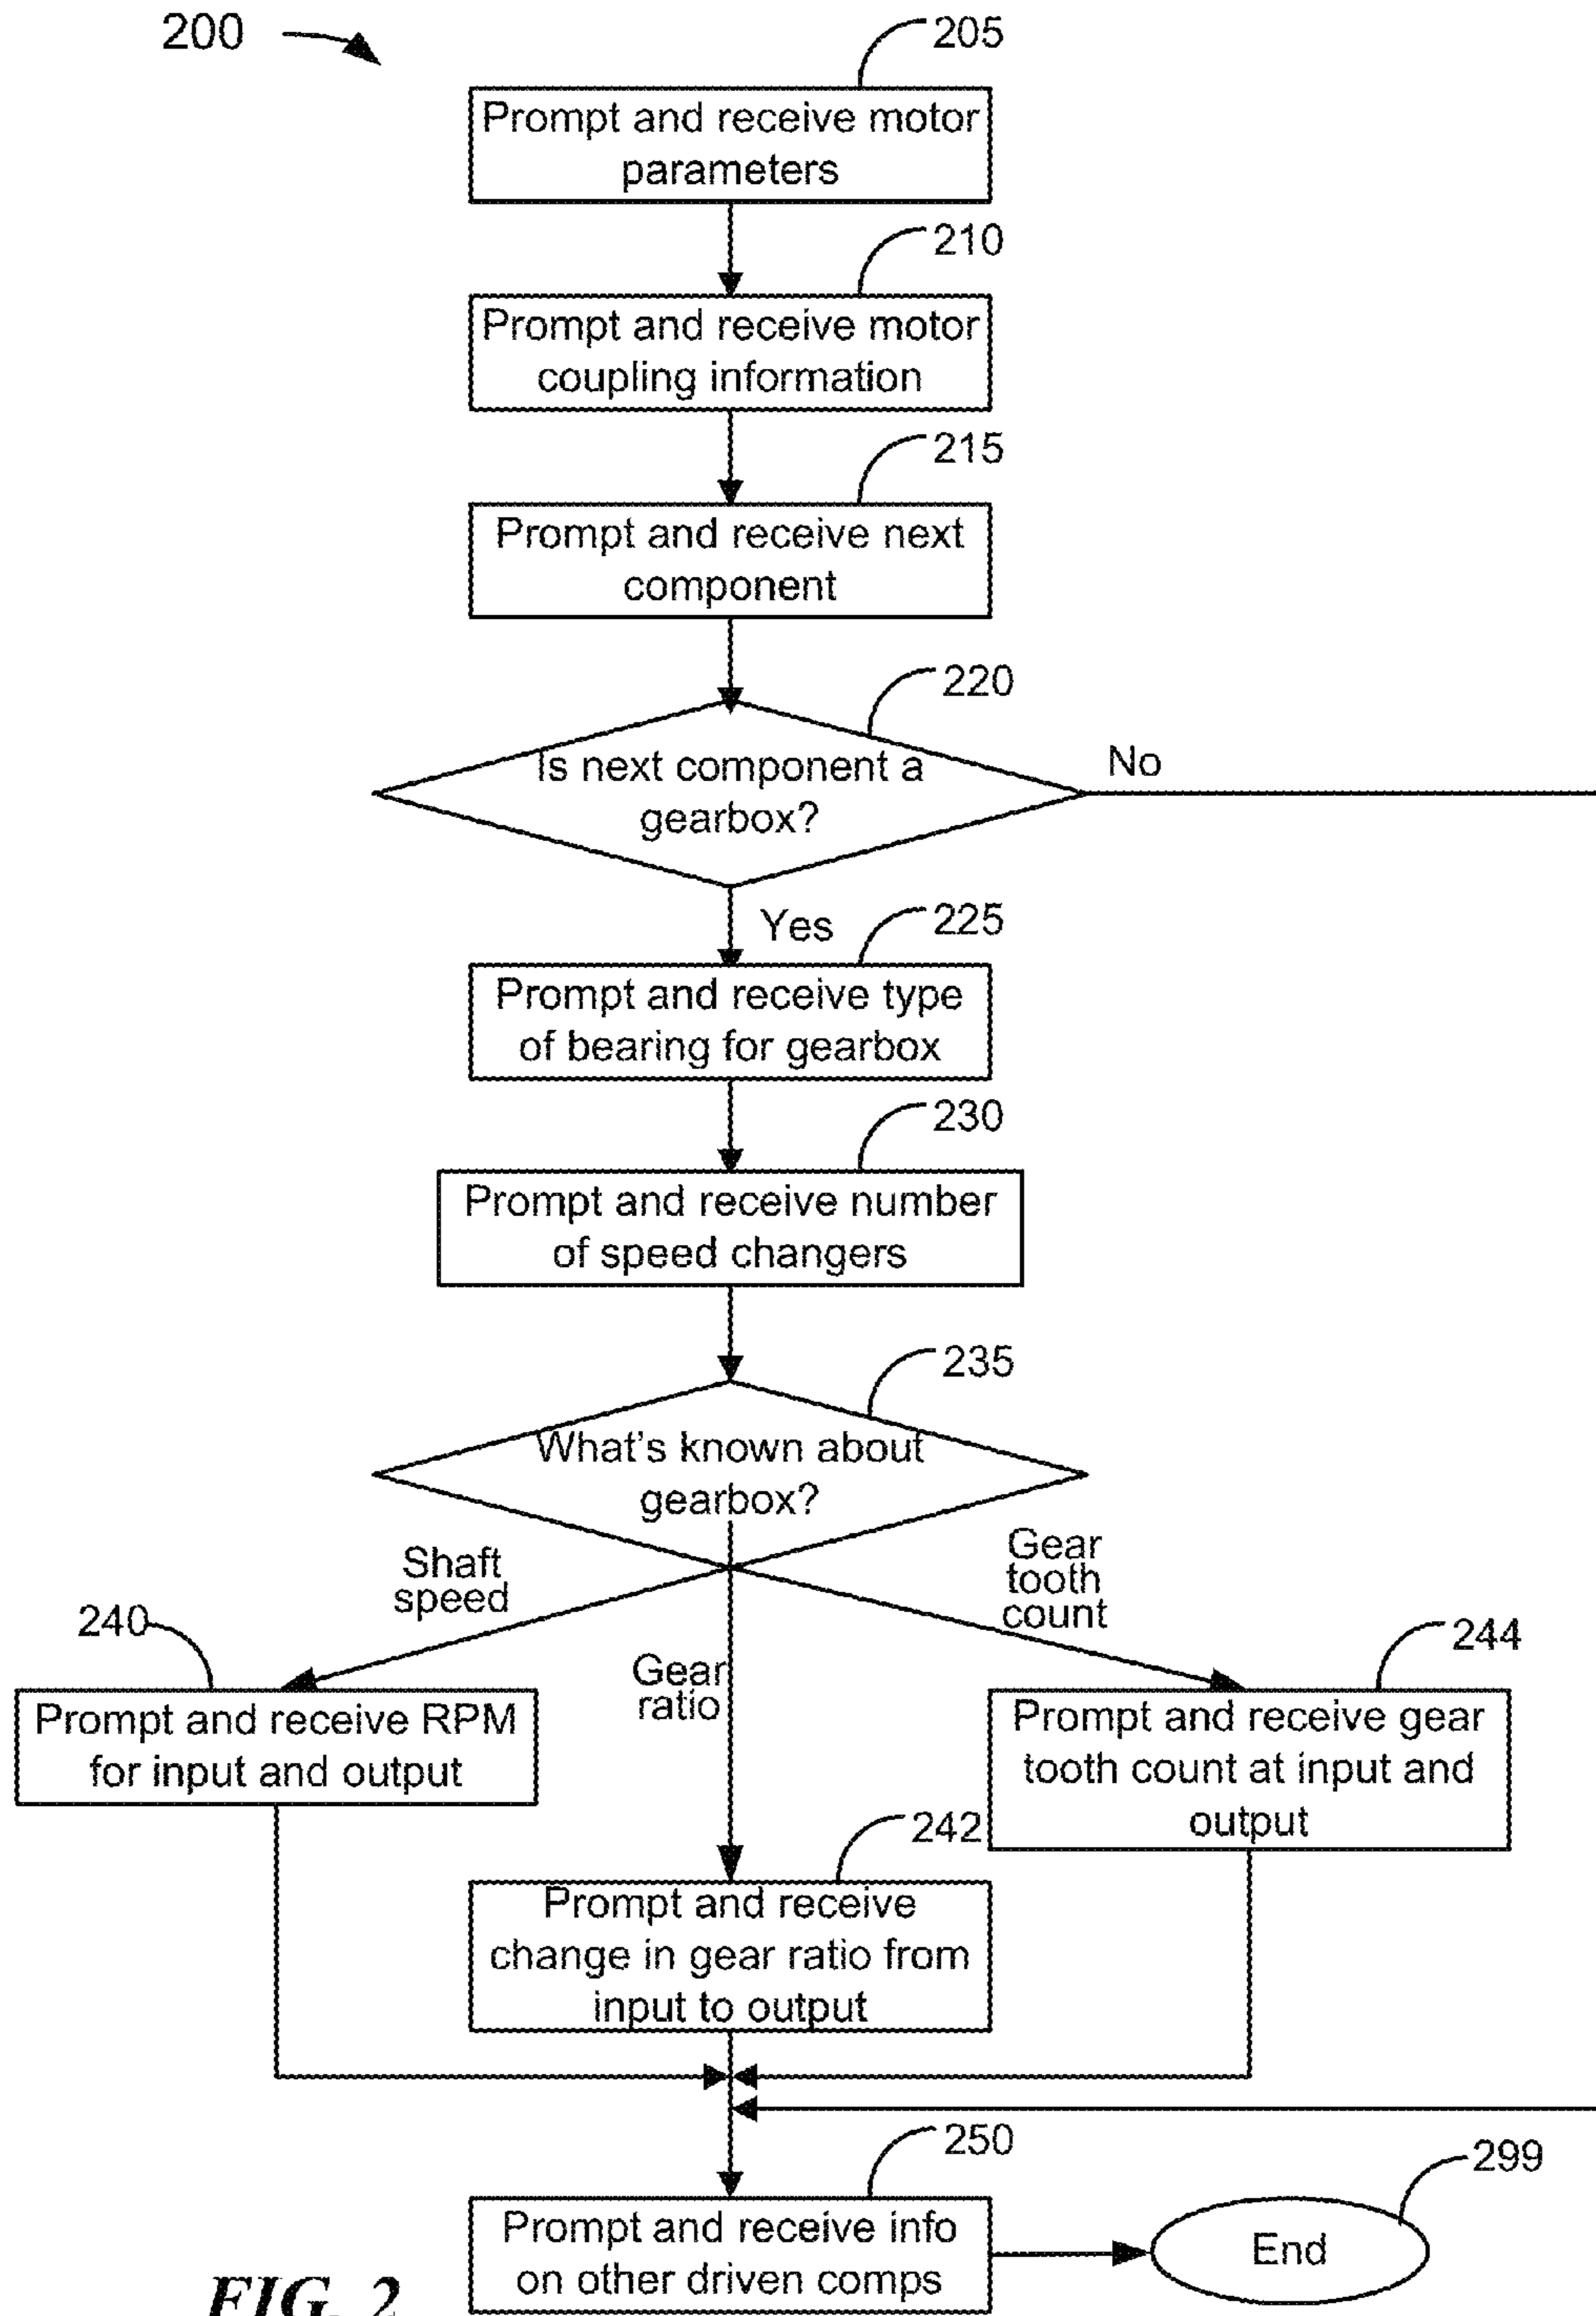 200
205
Prompt and receive motor
parameters
210
Prompt and receive motor
coupling information
215
Prompt and receive next
component
220
Is next component a
gearbox?
No
Yes
225
Prompt and receive type
of bearing for gearbox
230
Prompt and receive number
of speed changers
235
What's known about
gearbox?
Shaft
speed
Gear
ratio
Gear
tooth
count
240
Prompt and receive RPM
for input and output
244
Prompt and receive gear
tooth count at input and
output
242
Prompt and receive
change in gear ratio from
input to output
250
Prompt and receive info
on other driven comps
299
End
FIG. 2